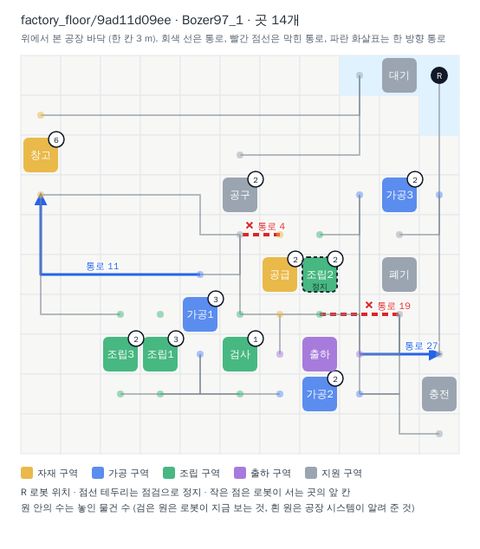 factory_floor/9ad11d09ee · Bozer97_1 · 곳 14개
위에서 본 공장 바닥 (한 칸 3 m). 회색 선은 통로, 빨간 점선은 막힌 통로, 파란 화살표는 한 방향 통로
대기
R
6
창고
2
공구
2
가공3
✕ 통로 4
2
공급
2
조립2
정지
폐기
통로 11
3
가공1
✕ 통로 19
2
조립3
3
조립1
1
검사
출하
통로 27
2
가공2
충전
자재 구역
가공 구역
조립 구역
출하 구역
지원 구역
R 로봇 위치 · 점선 테두리는 점검으로 정지 · 작은 점은 로봇이 서는 곳의 앞 칸
원 안의 수는 놓인 물건 수 (검은 원은 로봇이 지금 보는 것, 흰 원은 공장 시스템이 알려 준 것)